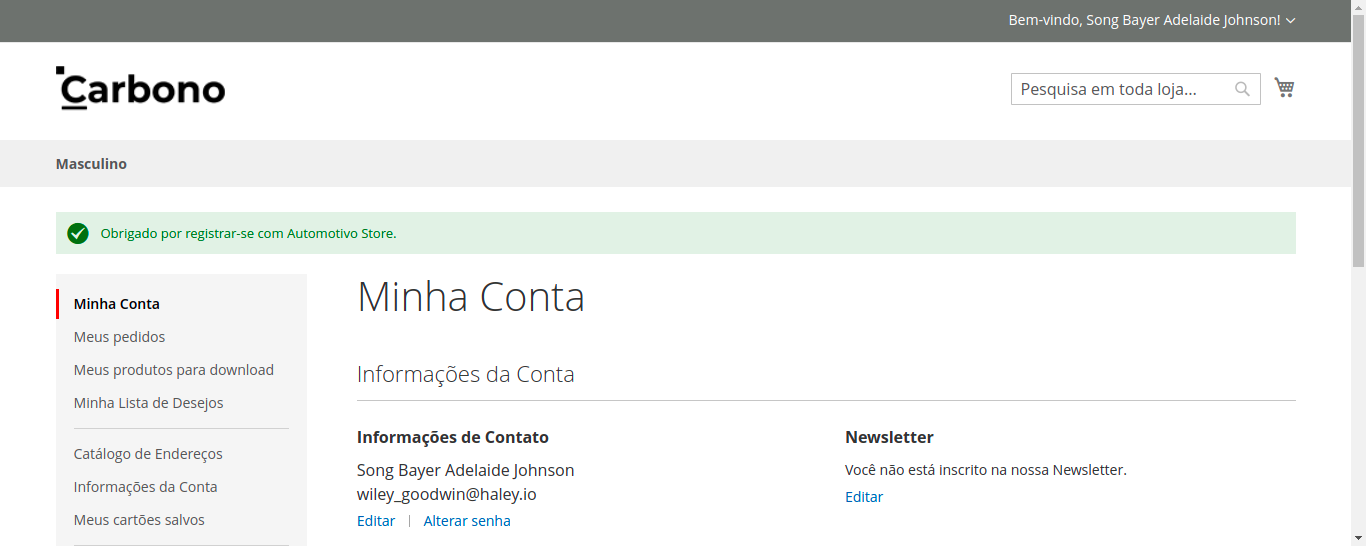 Bem-vindo, Song Bayer Adelaide Johnson!
Carbono
Pesquisa em toda loja...
Masculino
Obrigado por registrar-se com Automotivo Store.
Minha Conta
Meus pedidos
Meus produtos para download
Minha Lista de Desejos
Catálogo de Endereços
Informações da Conta
Meus cartões salvos
Minha Conta
Informações da Conta
Informações de Contato
Song Bayer Adelaide Johnson
wiley_goodwin@haley.io
Editar | Alterar senha
Newsletter
Você não está inscrito na nossa Newsletter.
Editar